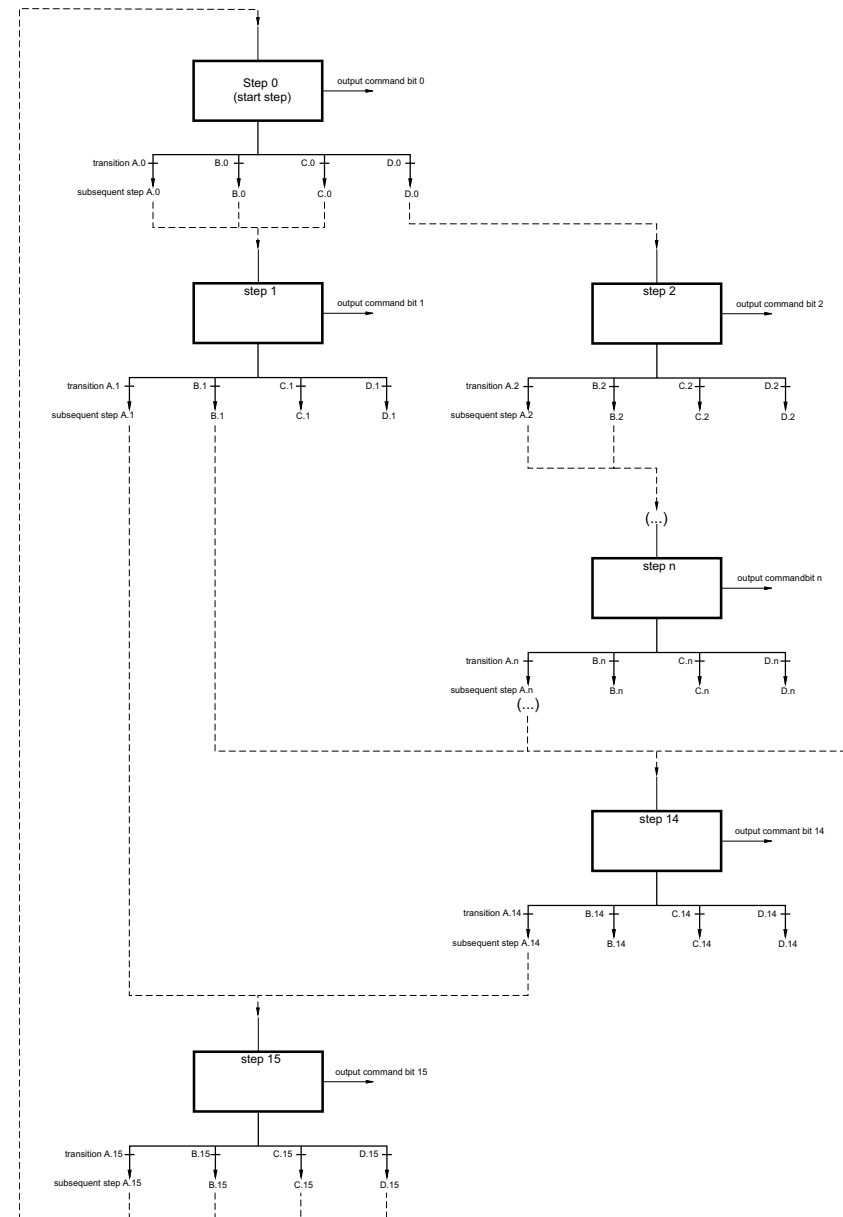 Step 0
(start step)
output command bit 0
transition A.0
B.0
C.0
D.0
subsequent step A.0
B.0
C.0
D.0
step 1
output command bit 1
step 2
output command bit 2
transition A.1
B.1
C.1
D.1
transition A.2
B.2
C.2
D.2
subsequent step A.1
B.1
C.1
D.1
subsequent step A.2
B.2
C.2
D.2
(...)
step n
output commandbit n
transition A.n
B.n
C.n
D.n
subsequent step A.n
B.n
C.n
D.n
(...)
step 14
output commant bit 14
transition A.14
B.14
C.14
D.14
subsequent step A.14
B.14
C.14
D.14
step 15
output command bit 15
transition A.15
B.15
C.15
D.15
subsequent step A.15
B.15
C.15
D.15